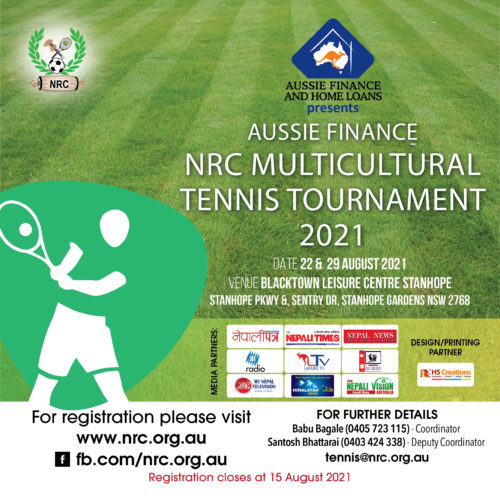 NRC
AUSSIE FINANCE
AND HOME LOANS
presents
AUSSIE FINANCE
NRC MULTICULTURAL
TENNIS TOURNAMENT
2021
DATE 22 & 29 AUGUST 2021
VENUE BLACKTOWN LEISURE CENTRE STANHOPE
STANHOPE PKWY &, SENTRY DR, STANHOPE GARDENS NSW 2768
MEDIA PARTNERS:
नेपालीपत्र
NEPALI TIMES
NEPAL NEWS
radio
TV
MY NEPAL
TELEVISION
HIMALAYAN
NEPALI VISION
DESIGN/PRINTING
PARTNER
HS Creations
For registration please visit
www.nrc.org.au
f fb.com/nrc.org.au
FOR FURTHER DETAILS
Babu Bagale (0405 723 115) - Coordinator
Santosh Bhattarai (0403 424 338) - Deputy Coordinator
tennis@nrc.org.au
Registration closes at 15 August 2021